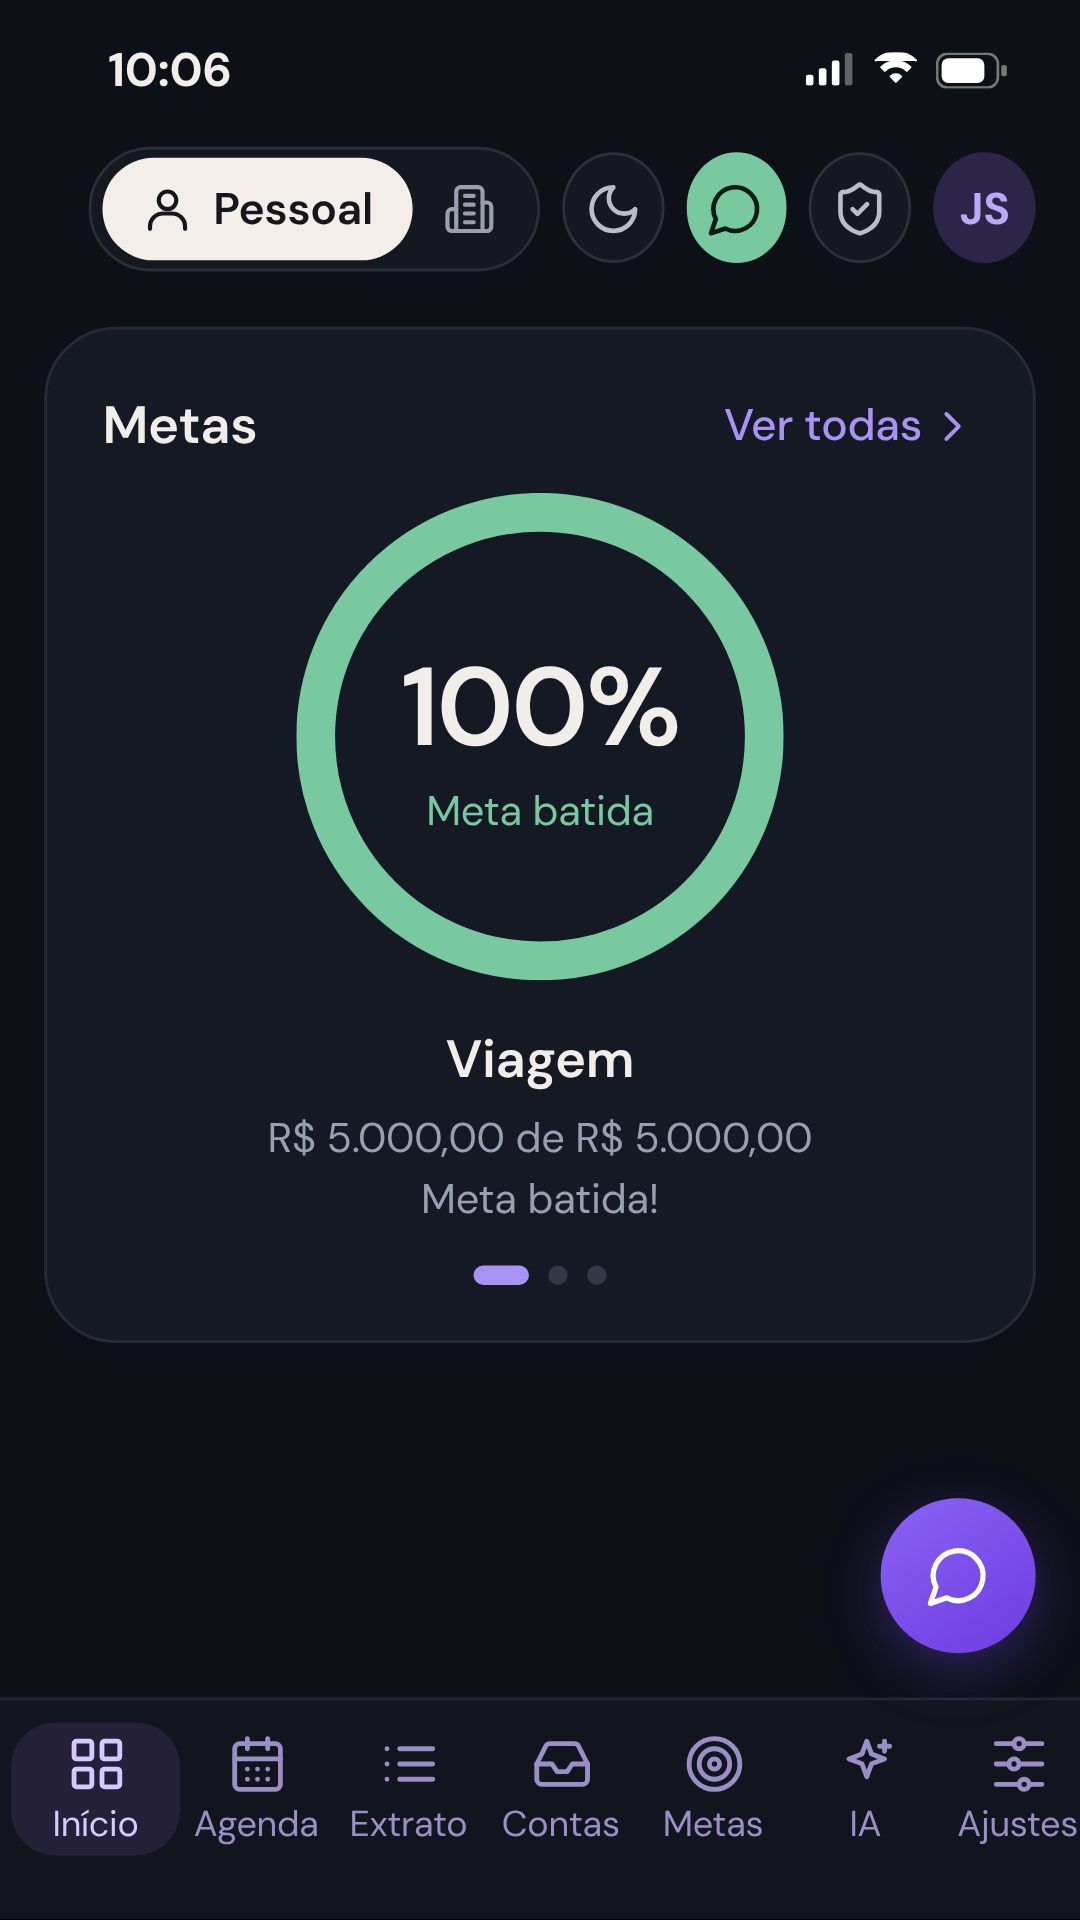 10:06
Pessoal
JS
Metas
Ver todas
100%
Meta batida
Viagem
R$ 5.000,00 de R$ 5.000,00
Meta batida!
Início
Agenda
Extrato
Contas
Metas
IA
Ajustes